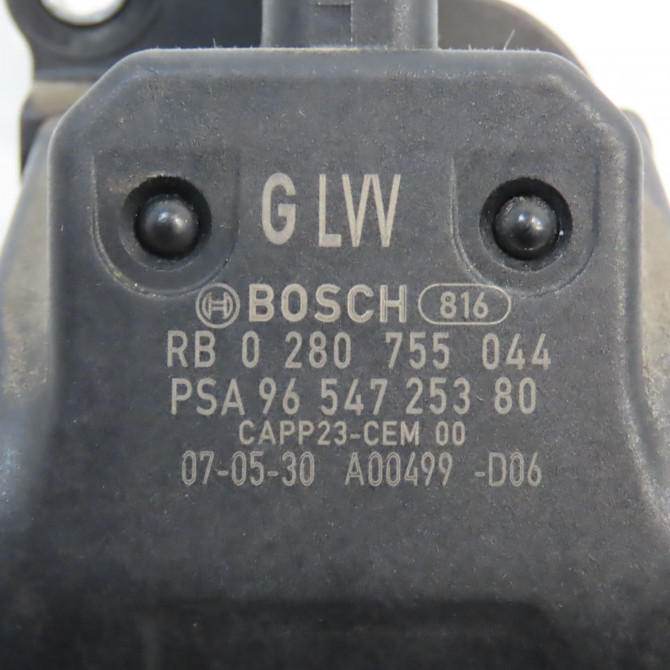 G LVV
BOSCH 816
RB 0 280 755 044
PSA 96 547 253 80
CAPP23-CEM 00
07-05-30 A00499 -D06